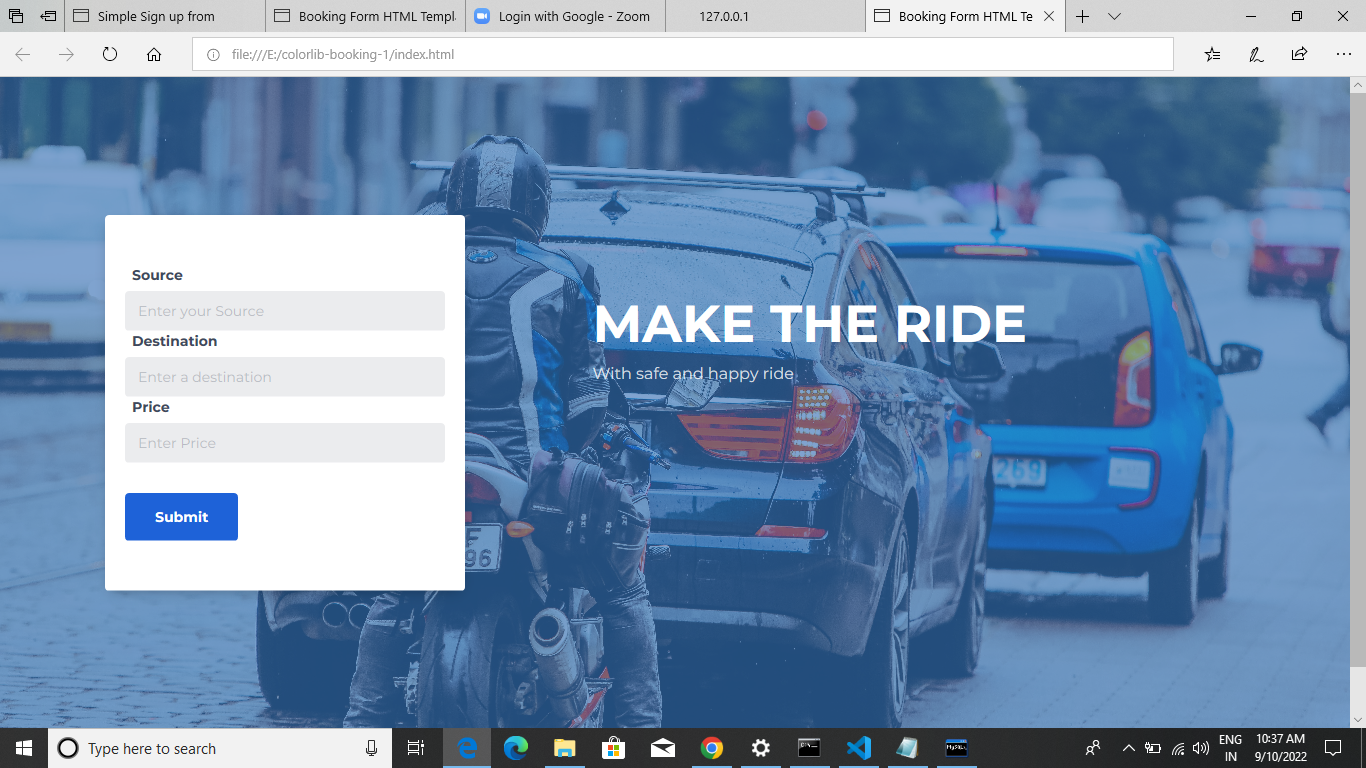 Simple Sign up from
Booking Form HTML Templ
Login with Google - Zoom
127.0.0.1
Booking Form HTML Te
file:///E:/colorlib-booking-1/index.html
Source
Enter your Source
Destination
Enter a destination
Price
Enter Price
Submit
MAKE THE RIDE
With safe and happy ride.
269
96
Type here to search
ENG
IN
10:37 AM
9/10/2022